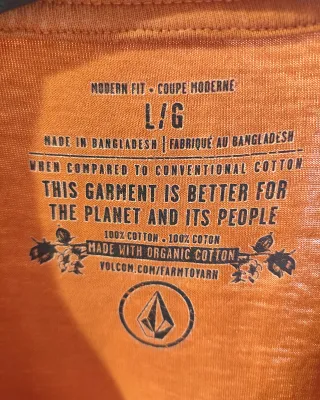 MODERN FIT • COUPE MODERNE
L/G
MADE IN BANGLADESH | FABRIQUÉ AU BANGLADESH
WHEN COMPARED TO CONVENTIONAL COTTON
THIS GARMENT IS BETTER FOR
THE PLANET AND ITS PEOPLE
100% COTTON • 100% COTON
MADE WITH ORGANIC COTTON
VOLCOM.COM/FARMTOYARN